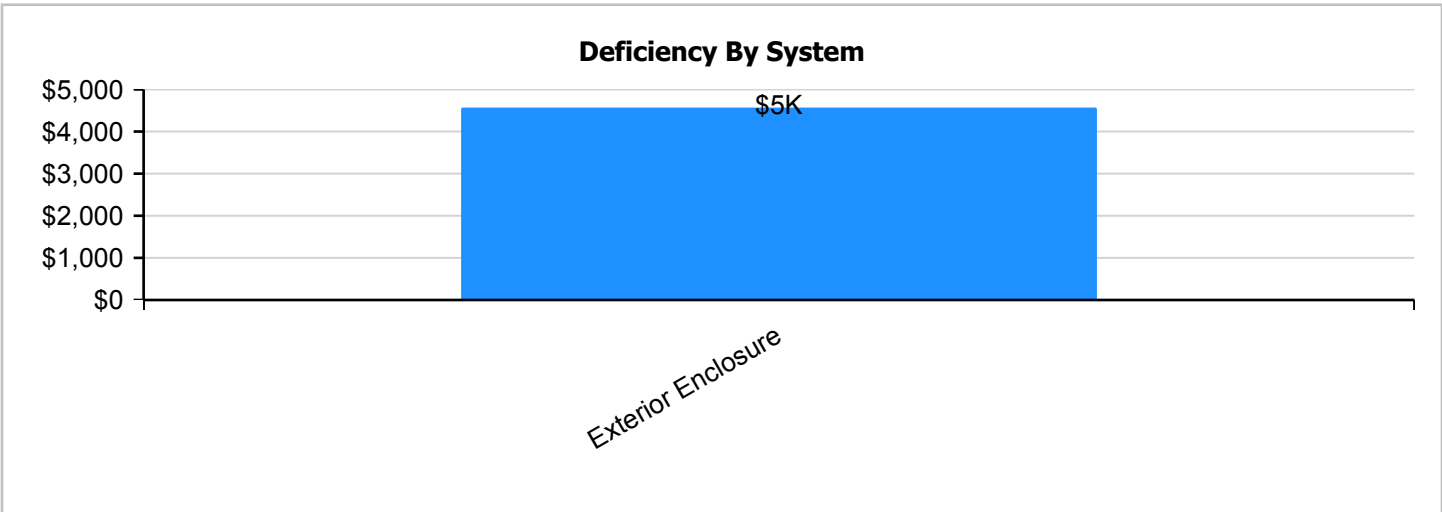 Deficiency By System
$5,000
$5K
$4,000
$3,000
$2,000
$1,000
$0
Exterior Enclosure